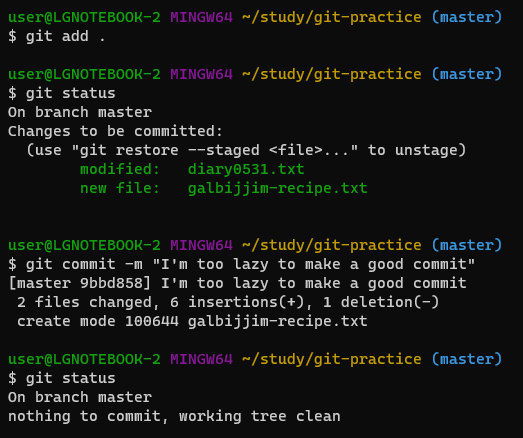 user@LGNOTEBOOK-2 MINGW64 ~/study/git-practice (master)
$ git add .
user@LGNOTEBOOK-2 MINGW64 ~/study/git-practice (master)
$ git status
On branch master
Changes to be committed:
  (use "git restore --staged <file>..." to unstage)
        modified:   diary0531.txt
        new file:   galbijjim-recipe.txt
user@LGNOTEBOOK-2 MINGW64 ~/study/git-practice (master)
$ git commit -m "I'm too lazy to make a good commit"
[master 9bbd858] I'm too lazy to make a good commit
 2 files changed, 6 insertions(+), 1 deletion(-)
 create mode 100644 galbijjim-recipe.txt
user@LGNOTEBOOK-2 MINGW64 ~/study/git-practice (master)
$ git status
On branch master
nothing to commit, working tree clean